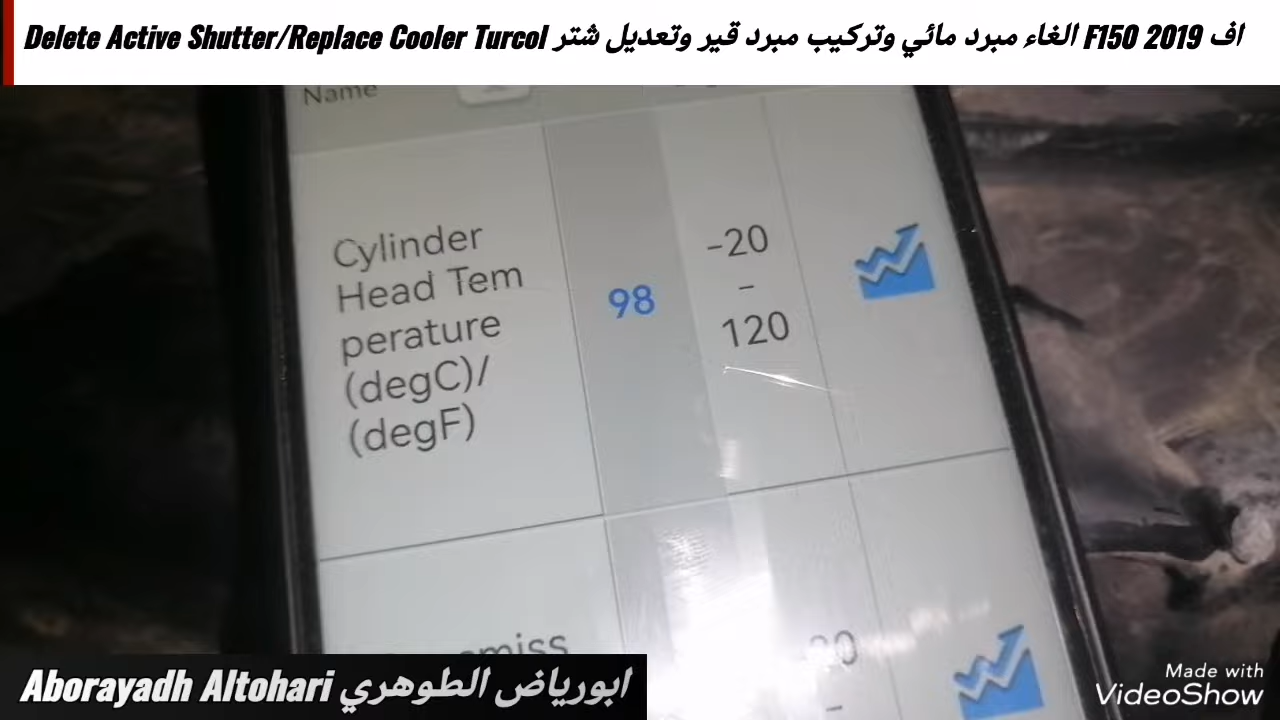 Delete Active Shutter/Replace Cooler Turcol اف F150 2019 الغاء مبرد مائي وتركيب مبرد قير وتعديل شتر
Name
Cylinder
Head Tem
perature
(degC)/
(degF)
98
-20
-
120
-
Aborayadh Altohari ابورياض الطوهري
Made with
VideoShow